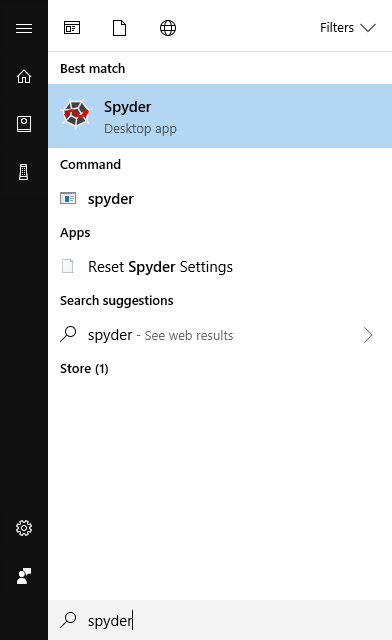 Filters
Best match
Spyder
Desktop app
Command
spyder
Apps
Reset Spyder Settings
Search suggestions
spyder - See web results
Store (1)
spyder